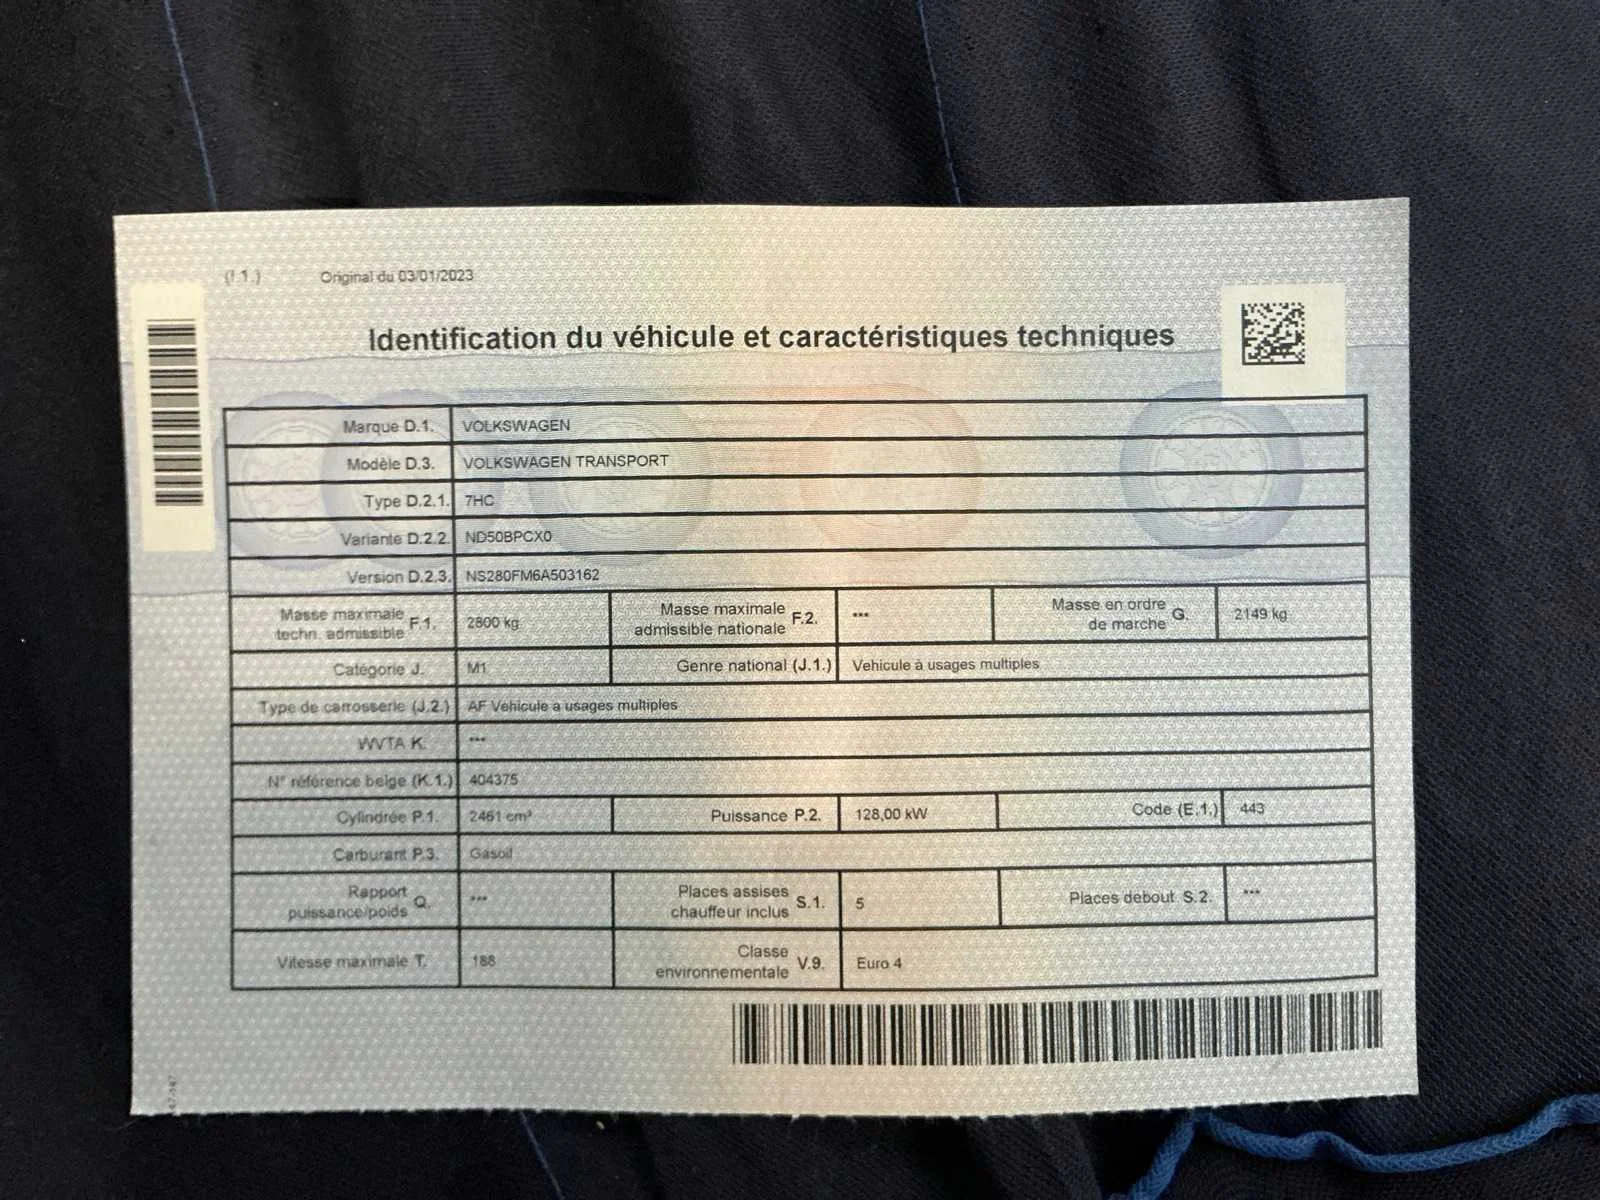 (I.1.) Original du 03/01/2023
Identification du véhicule et caractéristiques techniques
Marque D.1. VOLKSWAGEN
Modèle D.3. VOLKSWAGEN TRANSPORT
Type D.2.1. 7HC
Variante D.2.2. ND50BPCX0
Version D.2.3. NS280FM6A503162
Masse maximale techn. admissible F.1. 2800 kg Masse maximale admissible nationale F.2. *** Masse en ordre de marche G. 2149 kg
Catégorie J. M1 Genre national (J.1.) Vehicule à usages multiples
Type de carrosserie (J.2.) AF Vehicule a usages multiples
WVTA K. ***
N° référence belge (K.1.) 404375
Cylindrée P.1. 2461 cm³ Puissance P.2. 128,00 kW Code (E.1.) 443
Carburant P.3. Gasoil
Rapport puissance/poids Q. *** Places assises chauffeur inclus S.1. 5 Places debout S.2. ***
Vitesse maximale T. 188 Classe environnementale V.9. Euro 4